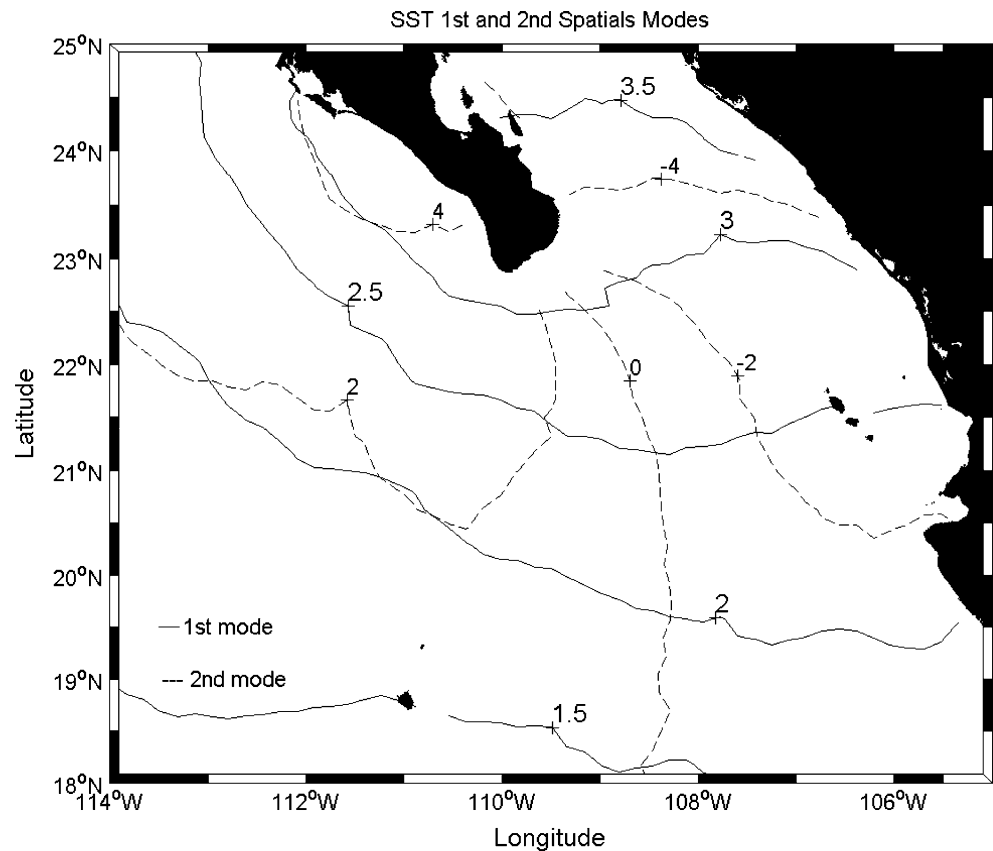 SST 1st and 2nd Spatials Modes
25°N
3.5
24°N
-4
4
3
23°N
2.5
22°N
0
-2
2
21°N
20°N
2
1st mode
19°N
2nd mode
1.5
18°N
114°W
112°W
110°W
108°W
106°W
Latitude
Longitude